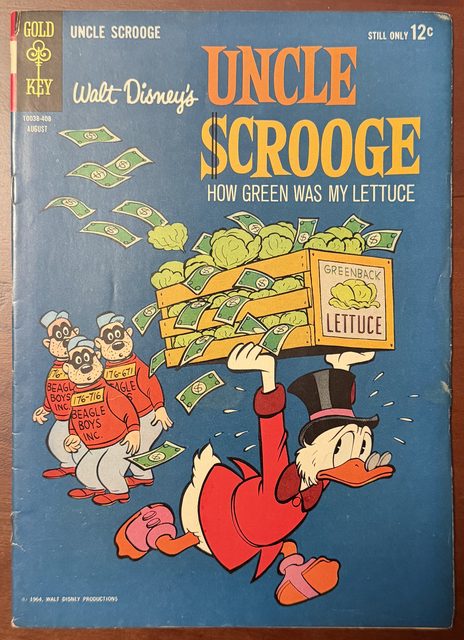 GOLD
KEY
UNCLE SCROOGE
STILL ONLY 12¢
10038-408
AUGUST
Walt Disney's
UNCLE
$CROOGE
HOW GREEN WAS MY LETTUCE
GREENBACK
LETTUCE
176-671
176-716
BEAGLE
BOYS
INC.
BEAGLE
BOYS
INC.
© 1964, WALT DISNEY PRODUCTIONS